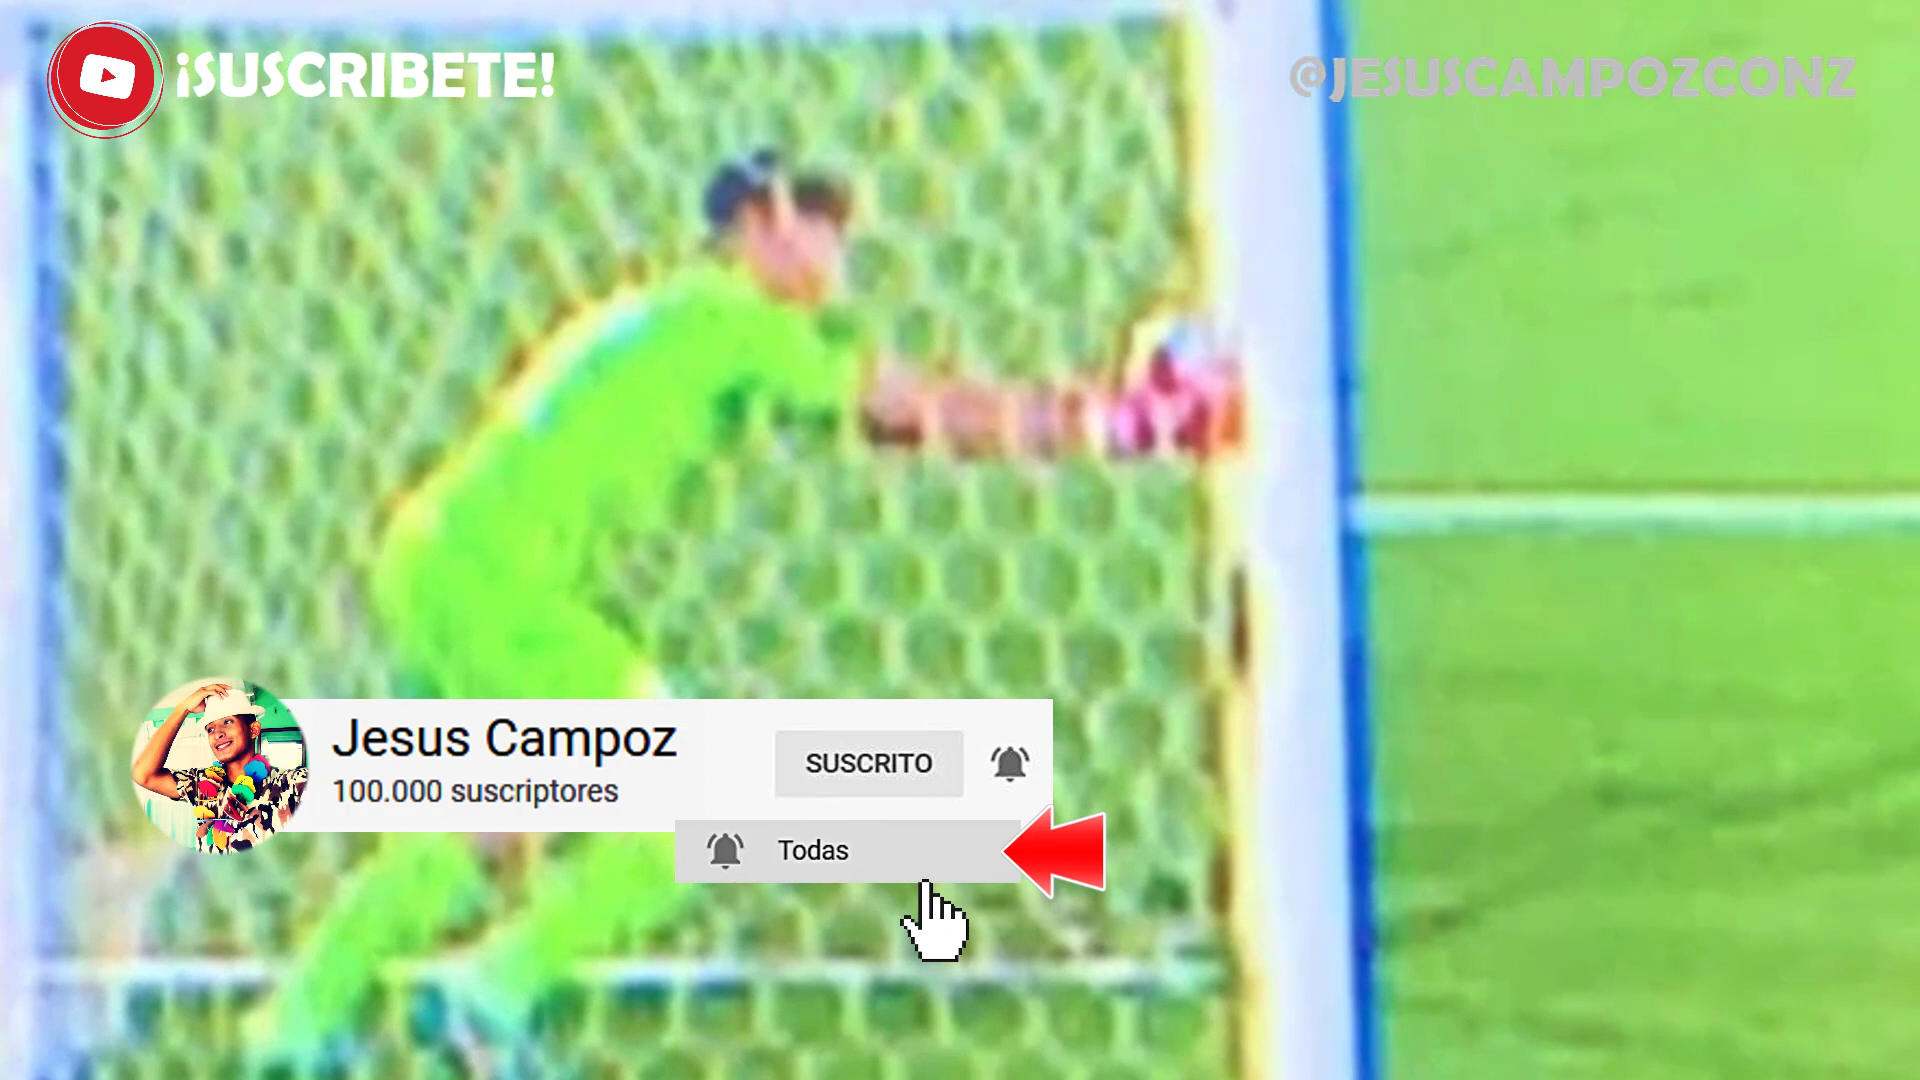 ¡SUSCRIBETE!
@JESUSCAMPOZCONZ
Jesus Campoz
100.000 suscriptores
SUSCRITO
Todas